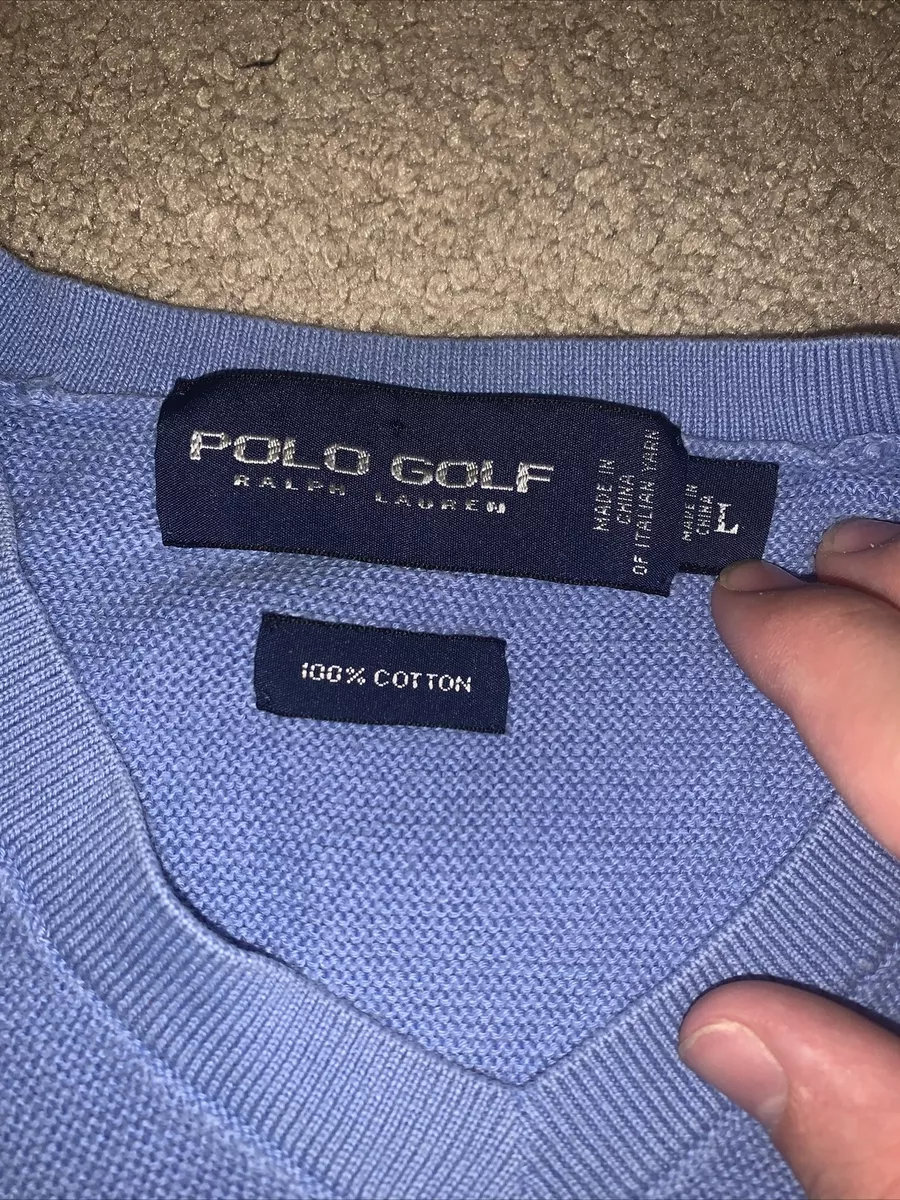 POLO GOLF
RALPH LAUREN
MADE IN
CHINA
OF ITALIAN YARN
MADE IN
CHINA
L
100% COTTON